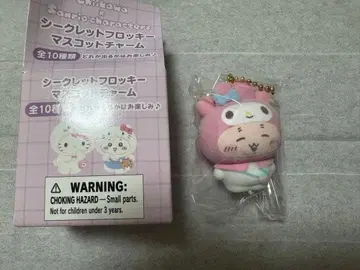 Chiikawa
×
Sanrio characters
シークレットフロッキー
マスコットチャーム
全10種類
シークレットフロッキー
マスコットチャーム
全10種類
WARNING:
CHOKING HAZARD — Small parts.
Not for children under 3 years.